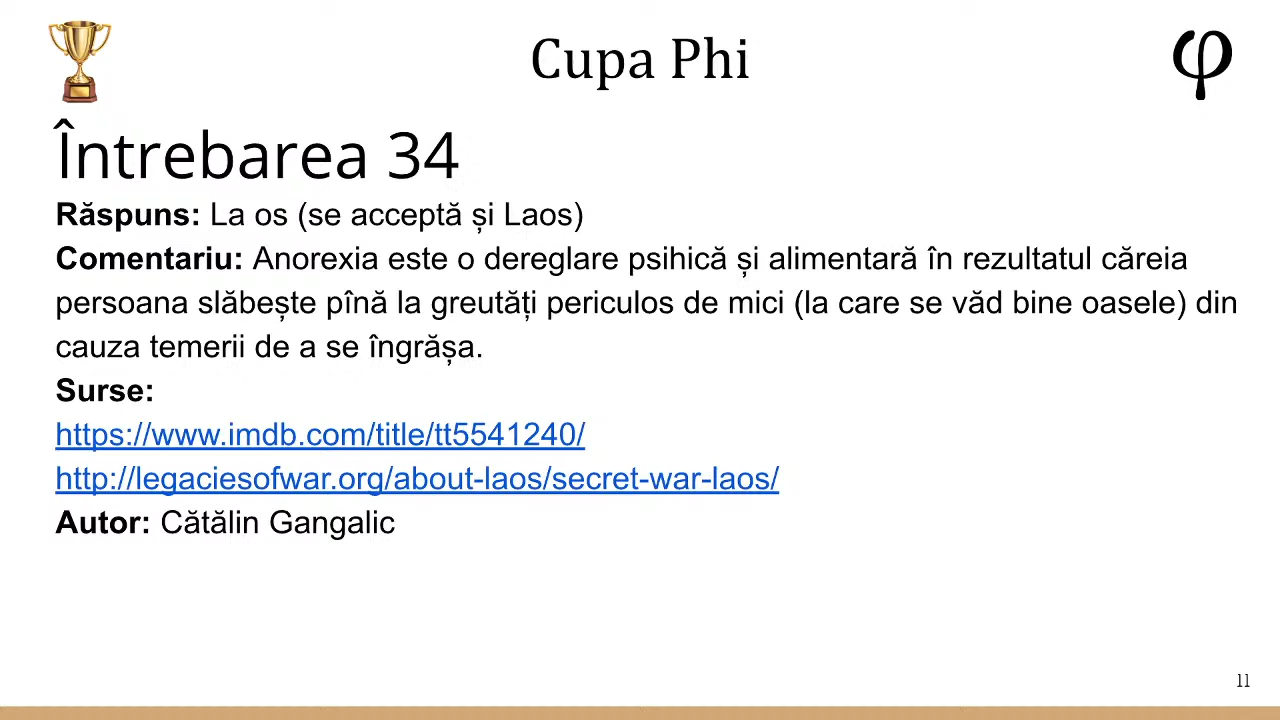 Cupa Phi
φ
Întrebarea 34
Răspuns: La os (se acceptă și Laos)
Comentariu: Anorexia este o dereglare psihică și alimentară în rezultatul căreia
persoana slăbește pînă la greutăți periculos de mici (la care se văd bine oasele) din
cauza temerii de a se îngrășa.
Surse:
https://www.imdb.com/title/tt5541240/
http://legaciesofwar.org/about-laos/secret-war-laos/
Autor: Cătălin Gangalic
11